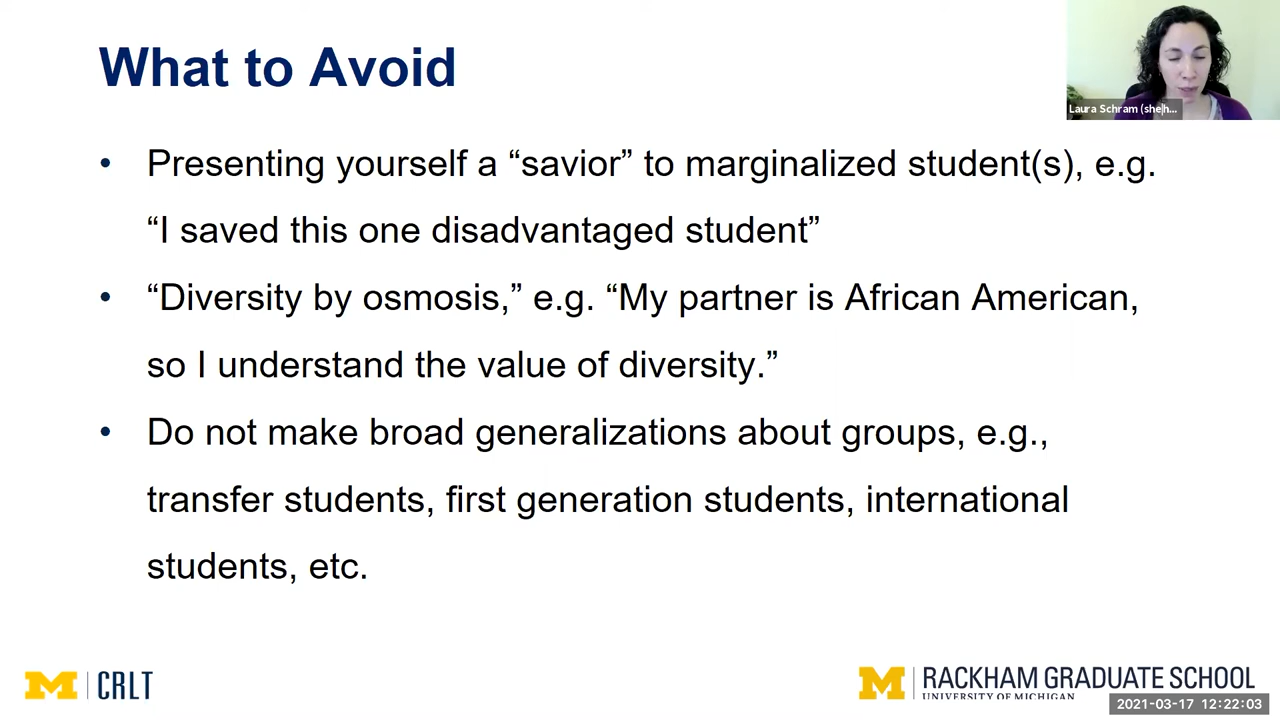 What to Avoid
Laura Schram (she|h...
• Presenting yourself a “savior” to marginalized student(s), e.g.
“I saved this one disadvantaged student”
• “Diversity by osmosis,” e.g. “My partner is African American,
so I understand the value of diversity.”
• Do not make broad generalizations about groups, e.g.,
transfer students, first generation students, international
students, etc.
M | CRLT
M | RACKHAM GRADUATE SCHOOL
UNIVERSITY OF MICHIGAN
2021-03-17 12:22:03